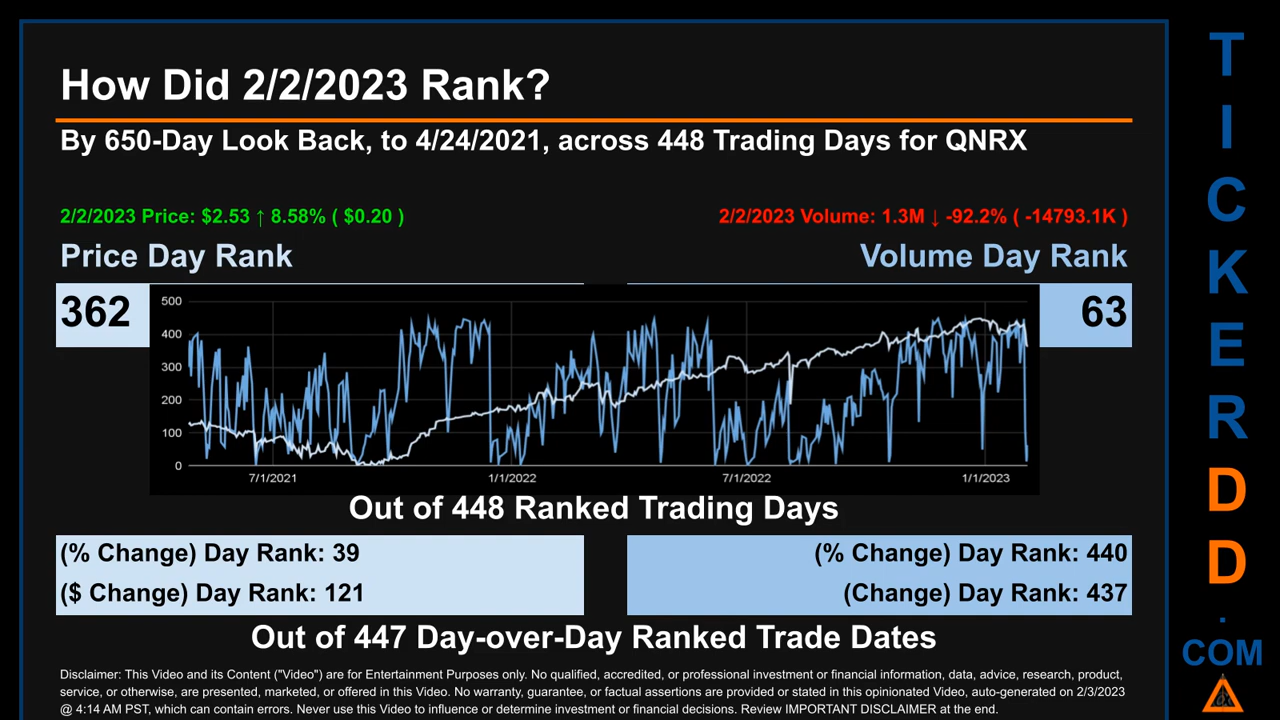 How Did 2/2/2023 Rank?
By 650-Day Look Back, to 4/24/2021, across 448 Trading Days for QNRX
2/2/2023 Price: $2.53 ↑ 8.58% ( $0.20 )
2/2/2023 Volume: 1.3M ↓ -92.2% ( -14793.1K )
Price Day Rank
Volume Day Rank
362
63
500
400
300
200
100
0
7/1/2021
1/1/2022
7/1/2022
1/1/2023
Out of 448 Ranked Trading Days
(% Change) Day Rank: 39
($ Change) Day Rank: 121
(% Change) Day Rank: 440
(Change) Day Rank: 437
Out of 447 Day-over-Day Ranked Trade Dates
Disclaimer: This Video and its Content ("Video") are for Entertainment Purposes only. No qualified, accredited, or professional investment or financial information, data, advice, research, product,
service, or otherwise, are presented, marketed, or offered in this Video. No warranty, guarantee, or factual assertions are provided or stated in this opinionated Video, auto-generated on 2/3/2023
@ 4:14 AM PST, which can contain errors. Never use this Video to influence or determine investment or financial decisions. Review IMPORTANT DISCLAIMER at the end.
T
I
C
K
E
R
D
D
.
COM